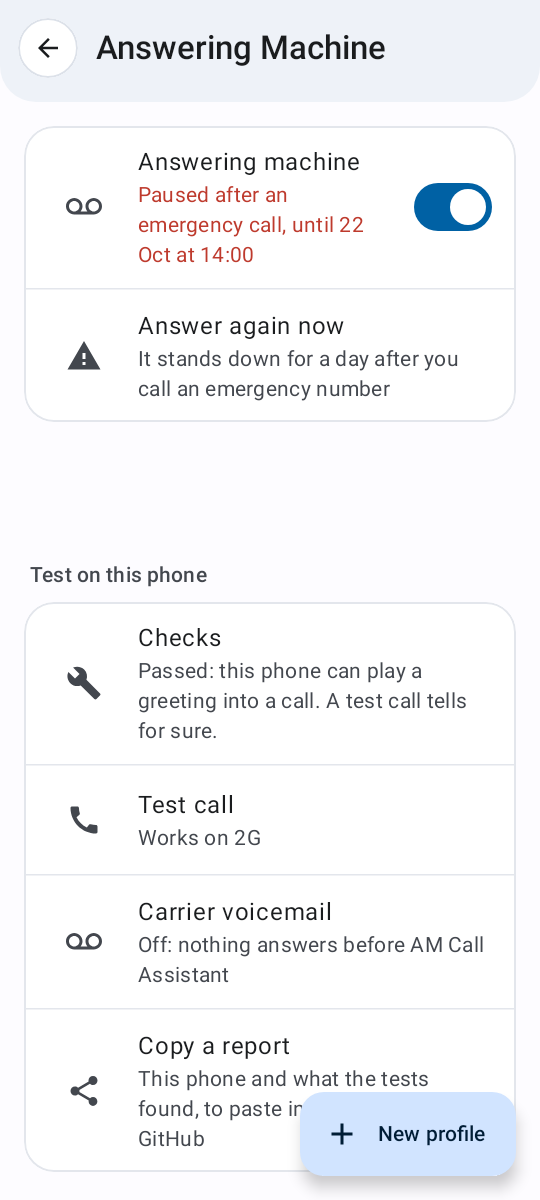 Answering Machine
Answering machine
Paused after an
emergency call, until 22
Oct at 14:00
Answer again now
It stands down for a day after you
call an emergency number
Test on this phone
Checks
Passed: this phone can play a
greeting into a call. A test call tells
for sure.
Test call
Works on 2G
Carrier voicemail
Off: nothing answers before AM Call
Assistant
Copy a report
This phone and what the tests
found, to paste
GitHub
New profile